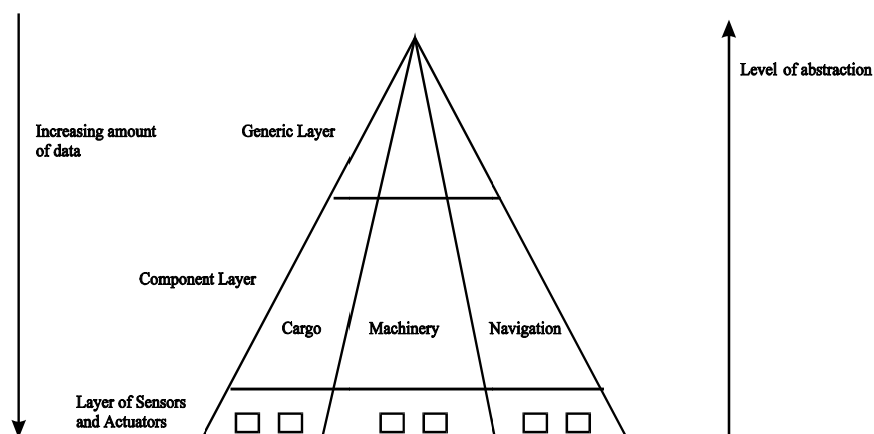 Level of abstraction
Increasing amount
of data
Generic Layer
Component Layer
Cargo
Machinery
Navigation
Layer of Sensors
and Actuators